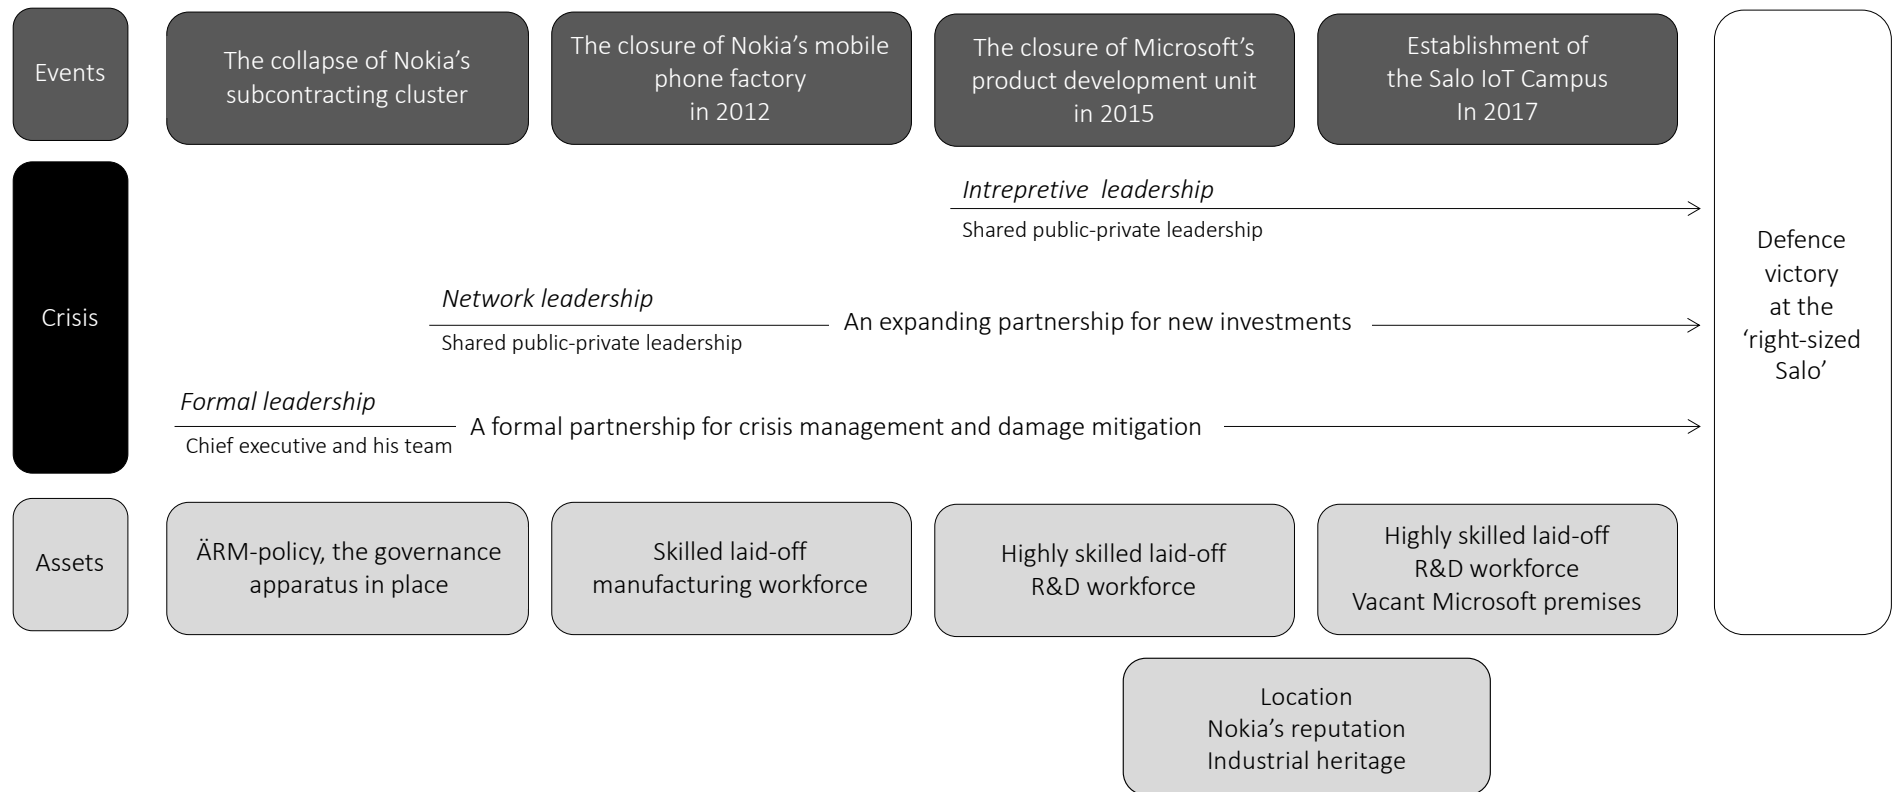 Events
The collapse of Nokia's
subcontracting cluster
The closure of Nokia's mobile
phone factory
in 2012
The closure of Microsoft's
product development unit
in 2015
Establishment of
the Salo IoT Campus
In 2017
Crisis
Intrepretive leadership
Shared public-private leadership
Network leadership
Shared public-private leadership
An expanding partnership for new investments
Formal leadership
Chief executive and his team
A formal partnership for crisis management and damage mitigation
Defence
victory
at the
‘right-sized
Salo’
Assets
ÄRM-policy, the governance
apparatus in place
Skilled laid-off
manufacturing workforce
Highly skilled laid-off
R&D workforce
Highly skilled laid-off
R&D workforce
Vacant Microsoft premises
Location
Nokia's reputation
Industrial heritage